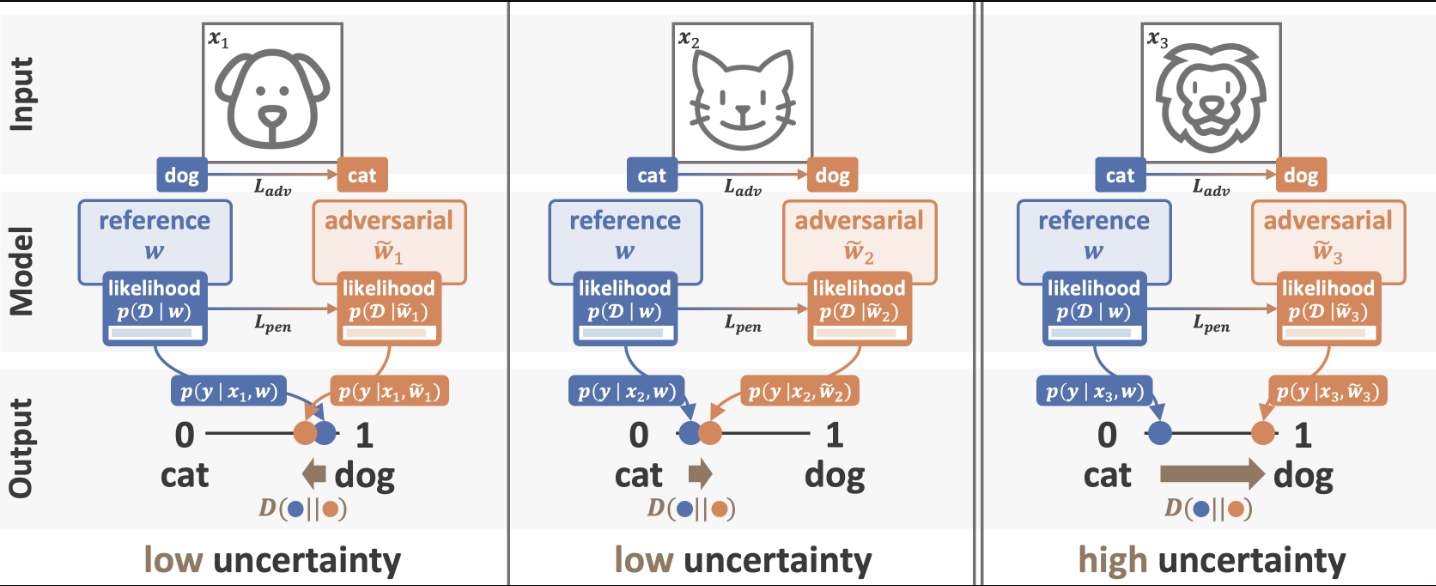 Input
x₁
dog
cat
L_adv
x₂
cat
dog
L_adv
x₃
cat
dog
L_adv
Model
reference
w
adversarial
w̃₁
likelihood
p(𝒟 | w)
likelihood
p(𝒟 |w̃₁)
L_pen
reference
w
adversarial
w̃₂
likelihood
p(𝒟 | w)
likelihood
p(𝒟 |w̃₂)
L_pen
reference
w
adversarial
w̃₃
likelihood
p(𝒟 | w)
likelihood
p(𝒟 |w̃₃)
L_pen
Output
p(y | x₁, w)
p(y |x₁, w̃₁)
0
1
cat
dog
D(●||●)
p(y | x₂, w)
p(y |x₂, w̃₂)
0
1
cat
dog
D(●||●)
p(y | x₃, w)
p(y |x₃, w̃₃)
0
1
cat
dog
D(●||●)
low uncertainty
low uncertainty
high uncertainty